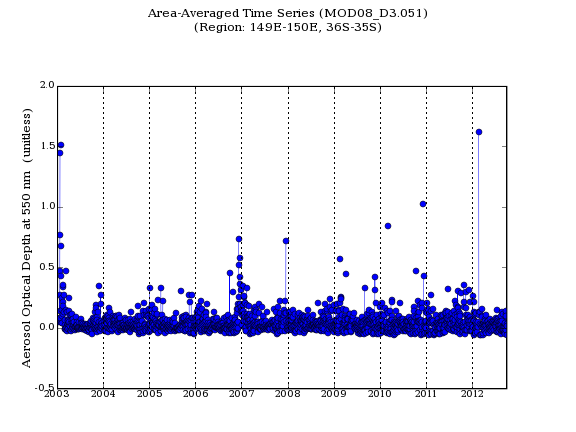 Area-Averaged Time Series (MOD08_D3.051)
(Region: 149E-150E, 36S-35S)
Aerosol Optical Depth at 550 nm (unitless)
2.0
1.5
1.0
0.5
0.0
-0.5
2003 2004 2005 2006 2007 2008 2009 2010 2011 2012